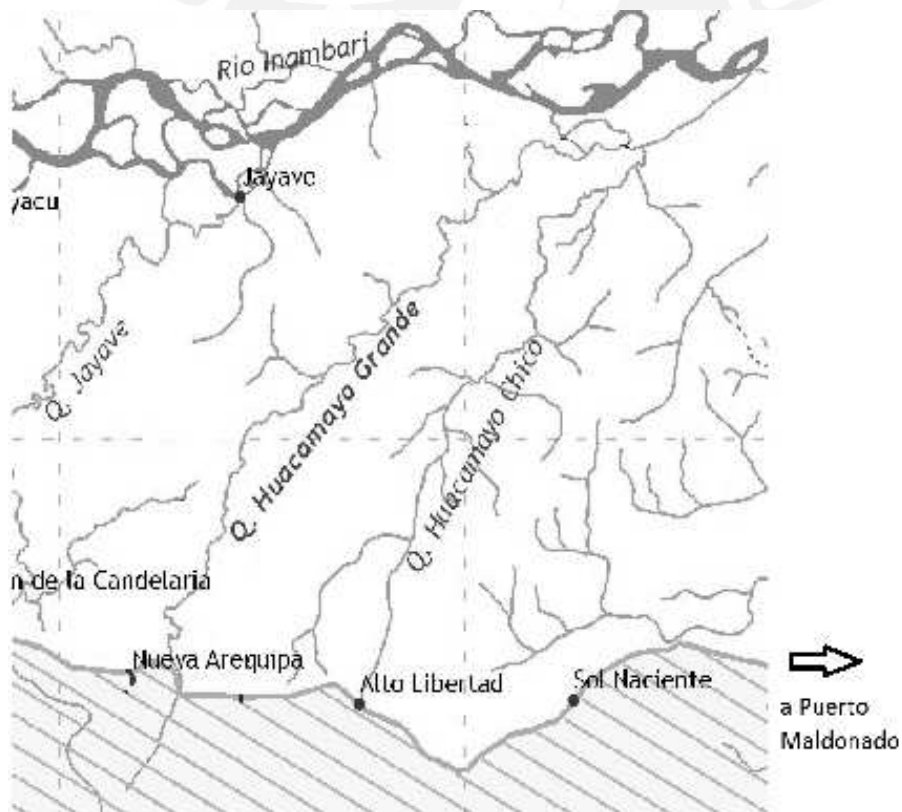 Rio Inambari
Jayave
yacu
Q. Jayave
Q. Huacamayo Grande
Q. Huacamayo Chico
n de la Candelaria
Nueva Arequipa
Alto Libertad
Sol Naciente
a Puerto
Maldonado